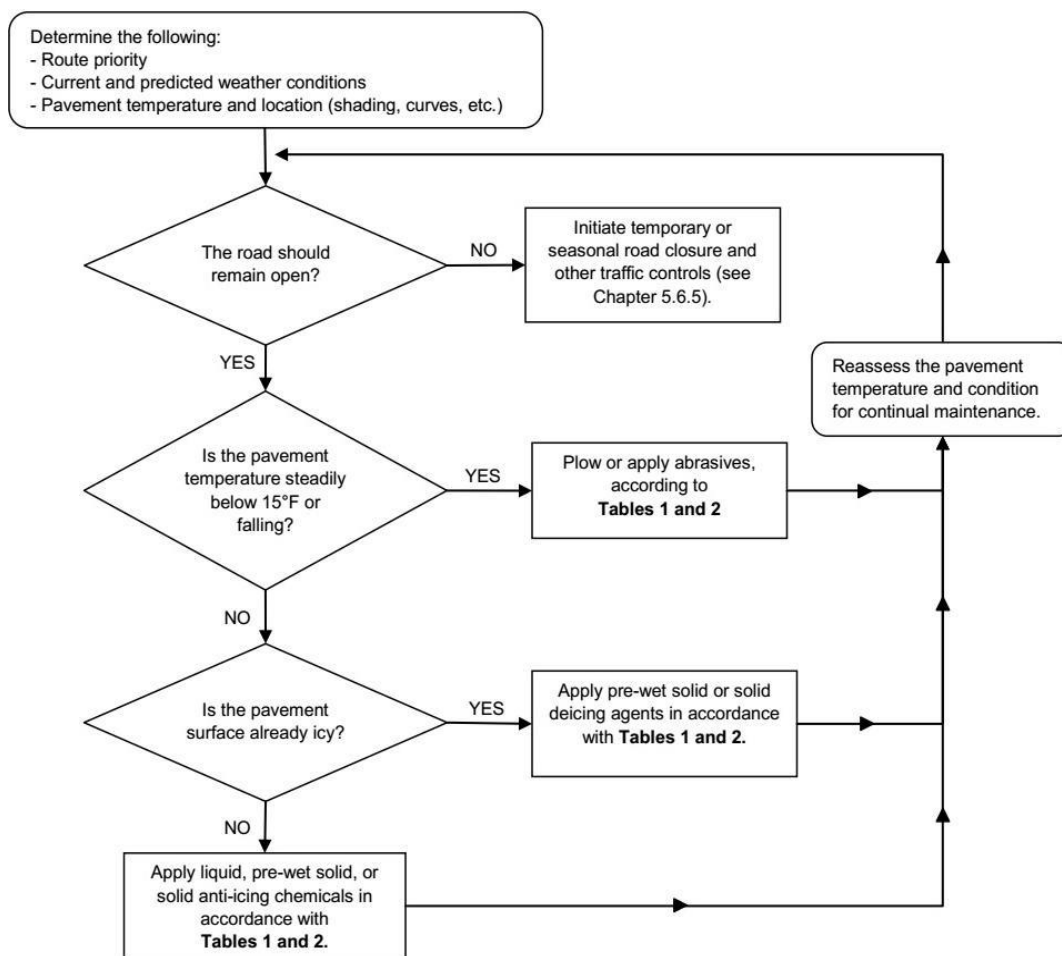 Determine the following:
- Route priority
- Current and predicted weather conditions
- Pavement temperature and location (shading, curves, etc.)
The road should
remain open?
NO
Initiate temporary or
seasonal road closure and
other traffic controls (see
Chapter 5.6.5).
YES
Reassess the pavement
temperature and condition
for continual maintenance.
Is the pavement
temperature steadily
below 15°F or
falling?
YES
Plow or apply abrasives,
according to
Tables 1 and 2
NO
Is the pavement
surface already icy?
YES
Apply pre-wet solid or solid
deicing agents in accordance
with Tables 1 and 2.
NO
Apply liquid, pre-wet solid, or
solid anti-icing chemicals in
accordance with
Tables 1 and 2.